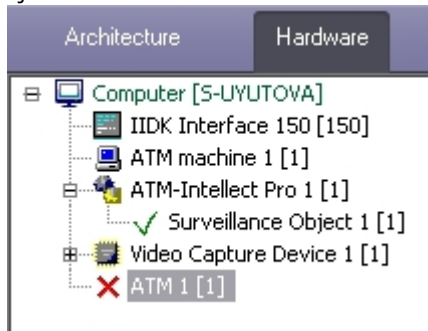 Architecture Hardware
Computer [S-UYUTOVA]
IIDK Interface 150 [150]
ATM machine 1 [1]
ATM-Intellect Pro 1 [1]
Surveillance Object 1 [1]
Video Capture Device 1 [1]
ATM 1 [1]